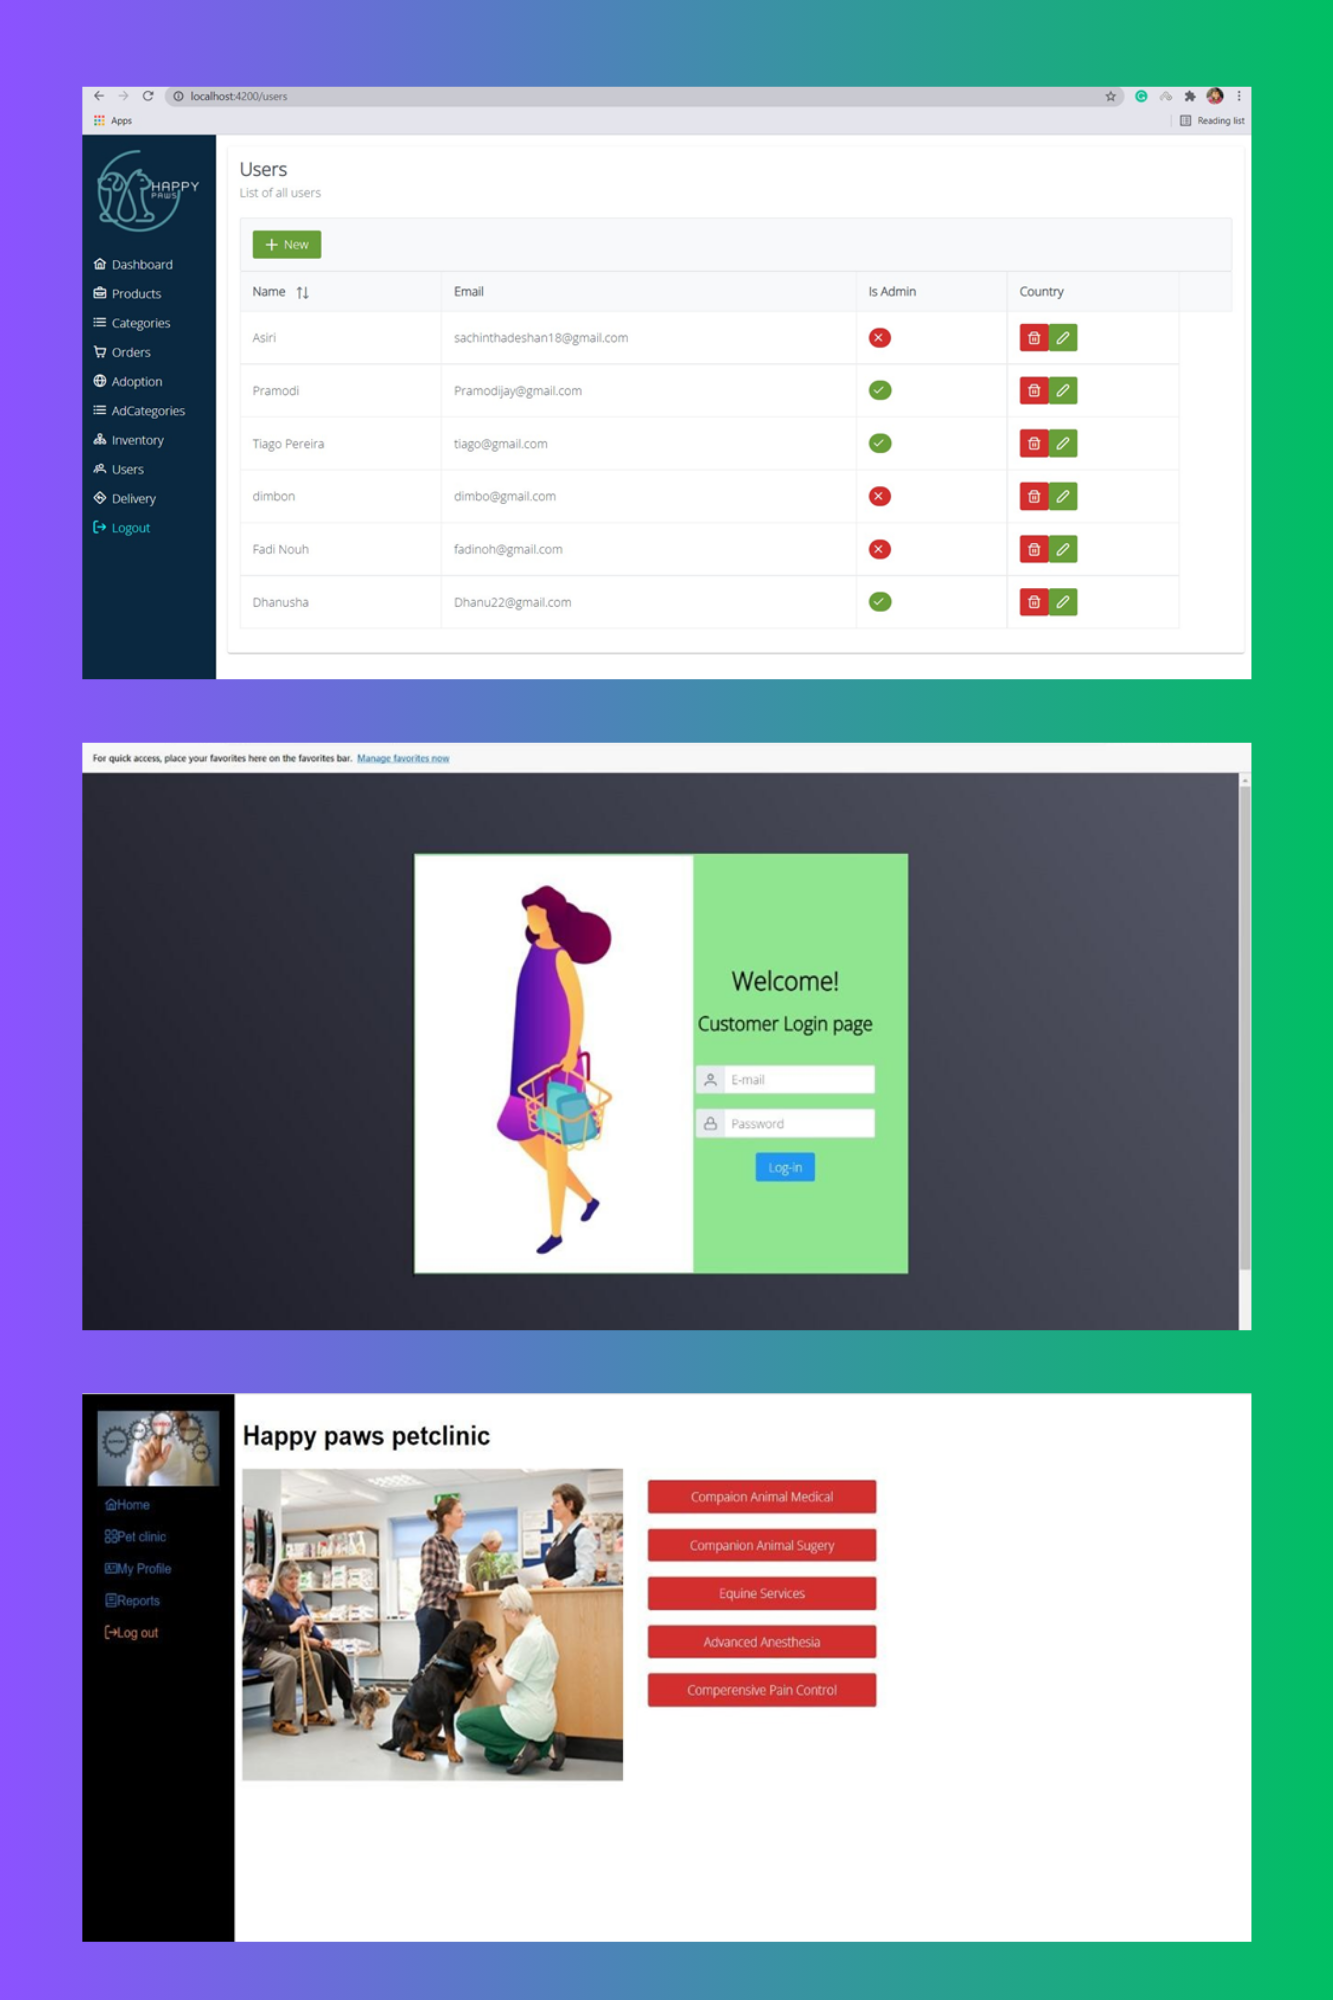 localhost:4200/users
Apps
Reading list
HAPPY
PAWS
Dashboard
Products
Categories
Orders
Adoption
AdCategories
Inventory
Users
Delivery
Logout
Users
List of all users
+ New
Name Email Is Admin Country
Asiri sachinthadeshan18@gmail.com
Pramodi Pramodijay@gmail.com
Tiago Pereira tiago@gmail.com
dimbon dimbo@gmail.com
Fadi Nouh fadinoh@gmail.com
Dhanusha Dhanu22@gmail.com
For quick access, place your favorites here on the favorites bar. Manage favorites now
Welcome!
Customer Login page
E-mail
Password
Log-in
Home
Pet clinic
My Profile
Reports
Log out
Happy paws petclinic
Compaion Animal Medical
Companion Animal Sugery
Equine Services
Advanced Anesthesia
Comperensive Pain Control